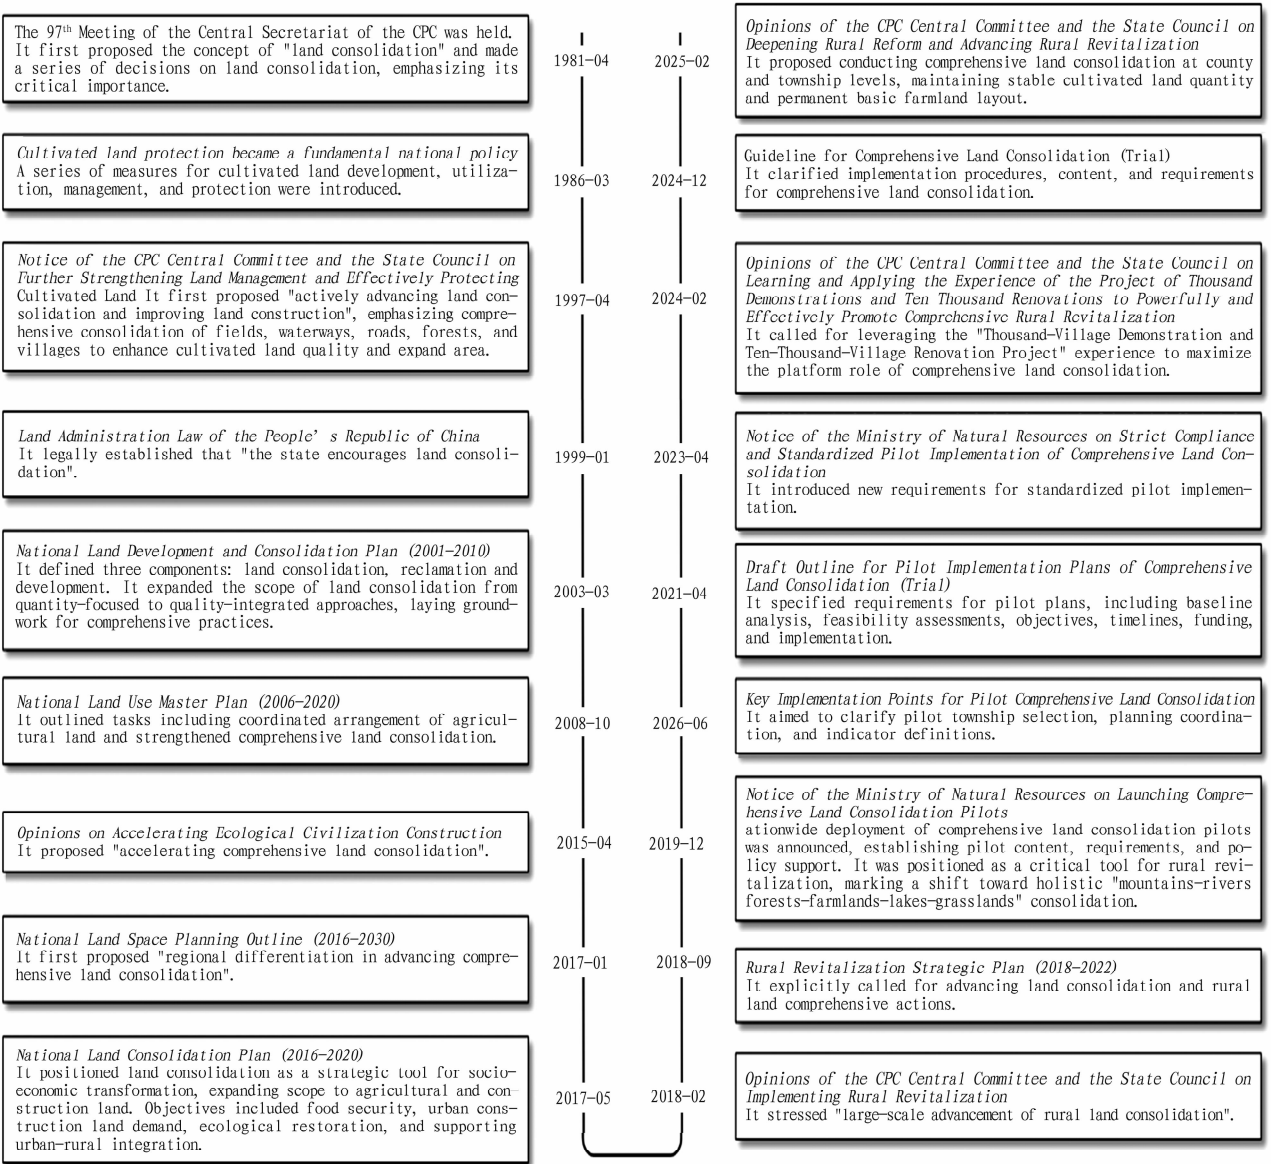 The 97th Meeting of the Central Secretariat of the CPC was held.
It first proposed the concept of "land consolidation" and made
a series of decisions on land consolidation, emphasizing its
critical importance.
1981-04
Cultivated land protection became a fundamental national policy
A series of measures for cultivated land development, utiliza-
tion, management, and protection were introduced.
1986-03
Notice of the CPC Central Committee and the State Council on
Further Strengthening Land Management and Effectively Protecting
Cultivated Land It first proposed "actively advancing land con-
solidation and improving land construction", emphasizing compre-
hensive consolidation of fields, waterways, roads, forests, and
villages to enhance cultivated land quality and expand area.
1997-04
Land Administration Law of the People' s Republic of China
It legally established that "the state encourages land consoli-
dation".
1999-01
National Land Development and Consolidation Plan (2001-2010)
It defined three components: land consolidation, reclamation and
development. It expanded the scope of land consolidation from
quantity-focused to quality-integrated approaches, laying ground-
work for comprehensive practices.
2003-03
National Land Use Master Plan (2006-2020)
It outlined tasks including coordinated arrangement of agricul-
tural land and strengthened comprehensive land consolidation.
2008-10
Opinions on Accelerating Ecological Civilization Construction
It proposed "accelerating comprehensive land consolidation".
2015-04
National Land Space Planning Outline (2016-2030)
It first proposed "regional differentiation in advancing compre-
hensive land consolidation".
2017-01
National Land Consolidation Plan (2016-2020)
It positioned land consolidation as a strategic tool for socio-
economic transformation, expanding scope to agricultural and con-
struction land. Objectives included food security, urban cons-
truction land demand, ecological restoration, and supporting
urban-rural integration.
2017-05
2025-02
Opinions of the CPC Central Committee and the State Council on
Deepening Rural Reform and Advancing Rural Revitalization
It proposed conducting comprehensive land consolidation at county
and township levels, maintaining stable cultivated land quantity
and permanent basic farmland layout.
2024-12
Guideline for Comprehensive Land Consolidation (Trial)
It clarified implementation procedures, content, and requirements
for comprehensive land consolidation.
2024-02
Opinions of the CPC Central Committee and the State Council on
Learning and Applying the Experience of the Project of Thousand
Demonstrations and Ten Thousand Renovations to Powerfully and
Effectively Promote Comprehensive Rural Revitalization
It called for leveraging the "Thousand-Village Demonstration and
Ten-Thousand-Village Renovation Project" experience to maximize
the platform role of comprehensive land consolidation.
2023-04
Notice of the Ministry of Natural Resources on Strict Compliance
and Standardized Pilot Implementation of Comprehensive Land Con-
solidation
It introduced new requirements for standardized pilot implemen-
tation.
2021-04
Draft Outline for Pilot Implementation Plans of Comprehensive
Land Consolidation (Trial)
It specified requirements for pilot plans, including baseline
analysis, feasibility assessments, objectives, timelines, funding,
and implementation.
2026-06
Key Implementation Points for Pilot Comprehensive Land Consolidation
It aimed to clarify pilot township selection, planning coordina-
tion, and indicator definitions.
2019-12
Notice of the Ministry of Natural Resources on Launching Compre-
hensive Land Consolidation Pilots
ationwide deployment of comprehensive land consolidation pilots
was announced, establishing pilot content, requirements, and po-
licy support. It was positioned as a critical tool for rural revi-
talization, marking a shift toward holistic "mountains-rivers
forests-farmlands-lakes-grasslands" consolidation.
2018-09
Rural Revitalization Strategic Plan (2018-2022)
It explicitly called for advancing land consolidation and rural
land comprehensive actions.
2018-02
Opinions of the CPC Central Committee and the State Council on
Implementing Rural Revitalization
It stressed "large-scale advancement of rural land consolidation".